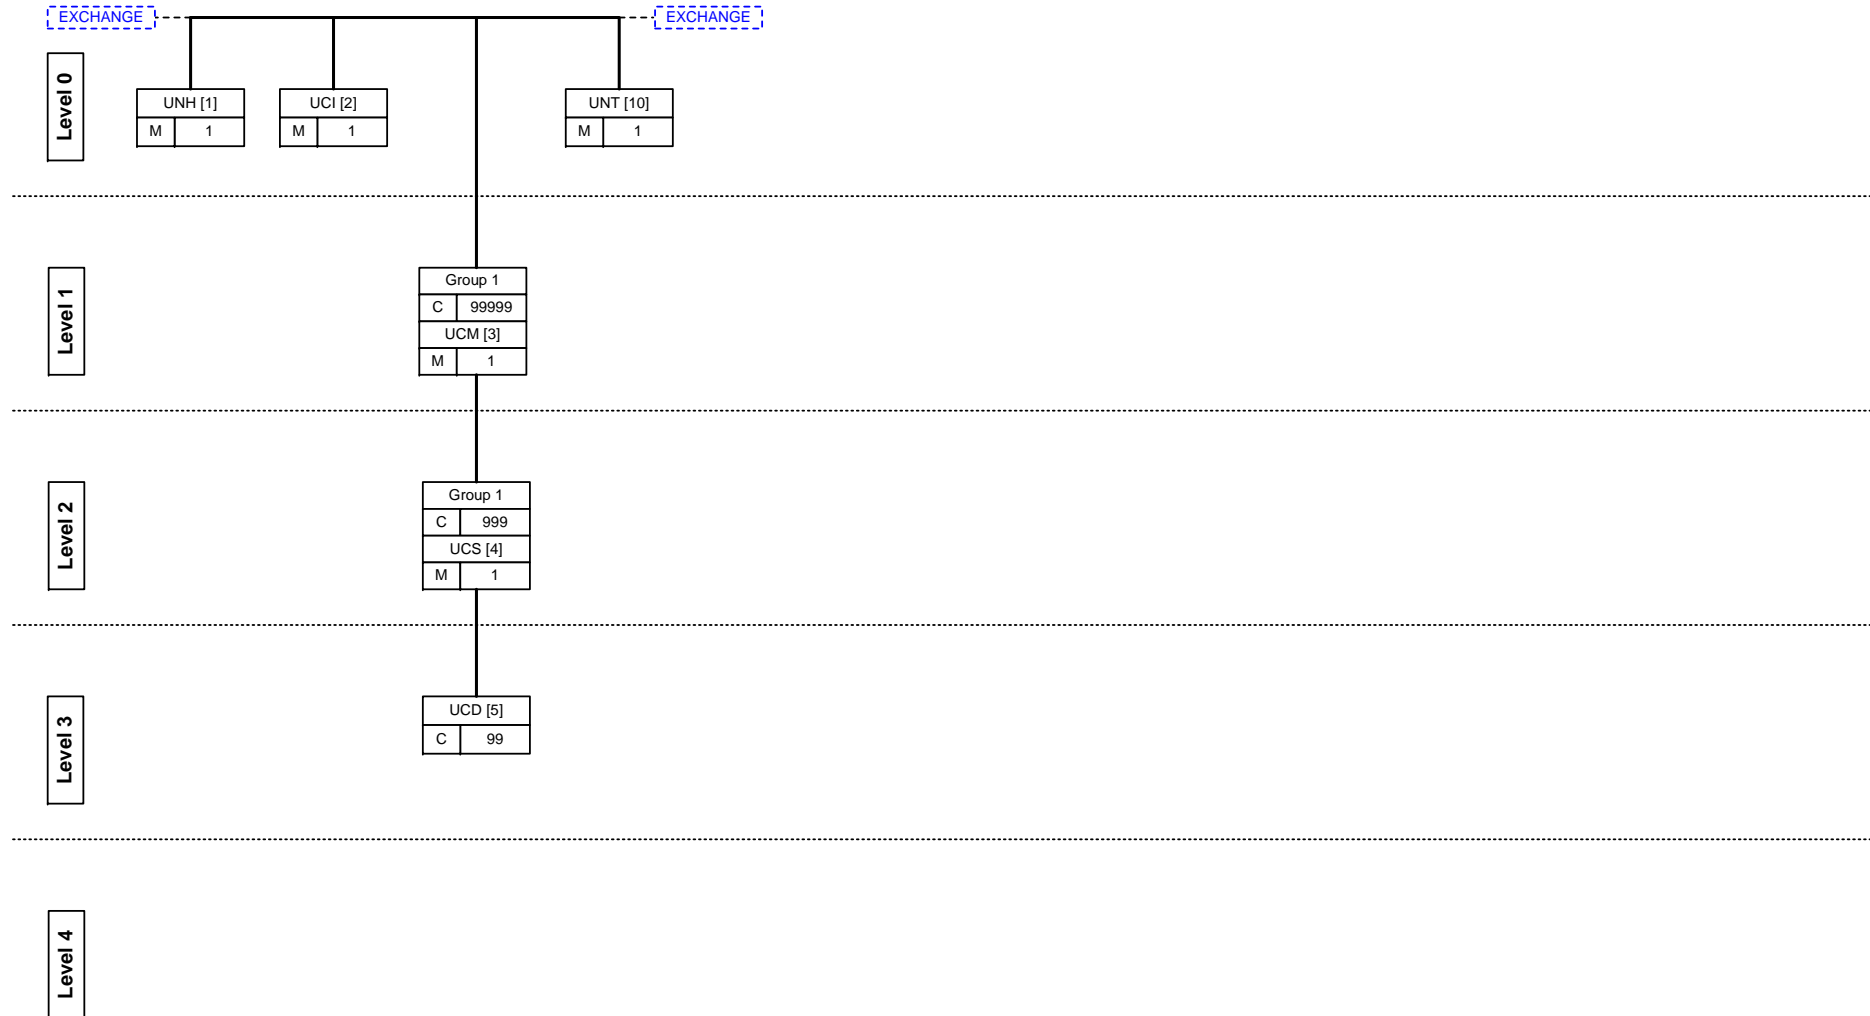 EXCHANGE EXCHANGE
Level 0
UNH [1] UCI [2] UNT [10]
M 1 M 1 M 1
Level 1
Group 1
C 99999
UCM [3]
M 1
Level 2
Group 1
C 999
UCS [4]
M 1
Level 3
UCD [5]
C 99
Level 4